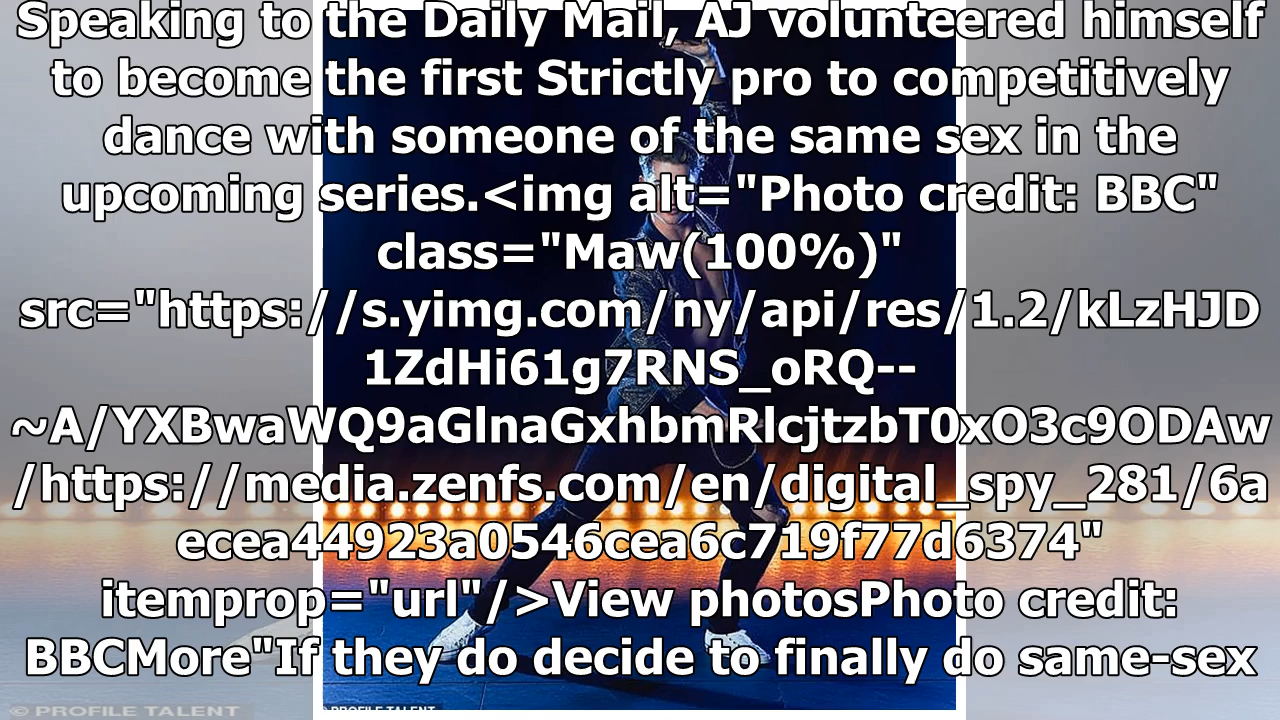 Speaking to the Daily Mail, AJ volunteered himself
to become the first Strictly pro to competitively
dance with someone of the same sex in the
upcoming series.<img alt="Photo credit: BBC"
class="Maw(100%)"
src="https://s.yimg.com/ny/api/res/1.2/kLzHJD
1ZdHi61g7RNS_oRQ--
~A/YXBwaWQ9aGlnaGxhbmRlcjtzbT0xO3c9ODAw
/https://media.zenfs.com/en/digital_spy_281/6a
ecea44923a0546cea6c719f77d6374"
itemprop="url"/>View photosPhoto credit:
BBCMore"If they do decide to finally do same-sex
© PROFILE TALENT
PROFILE TALENT